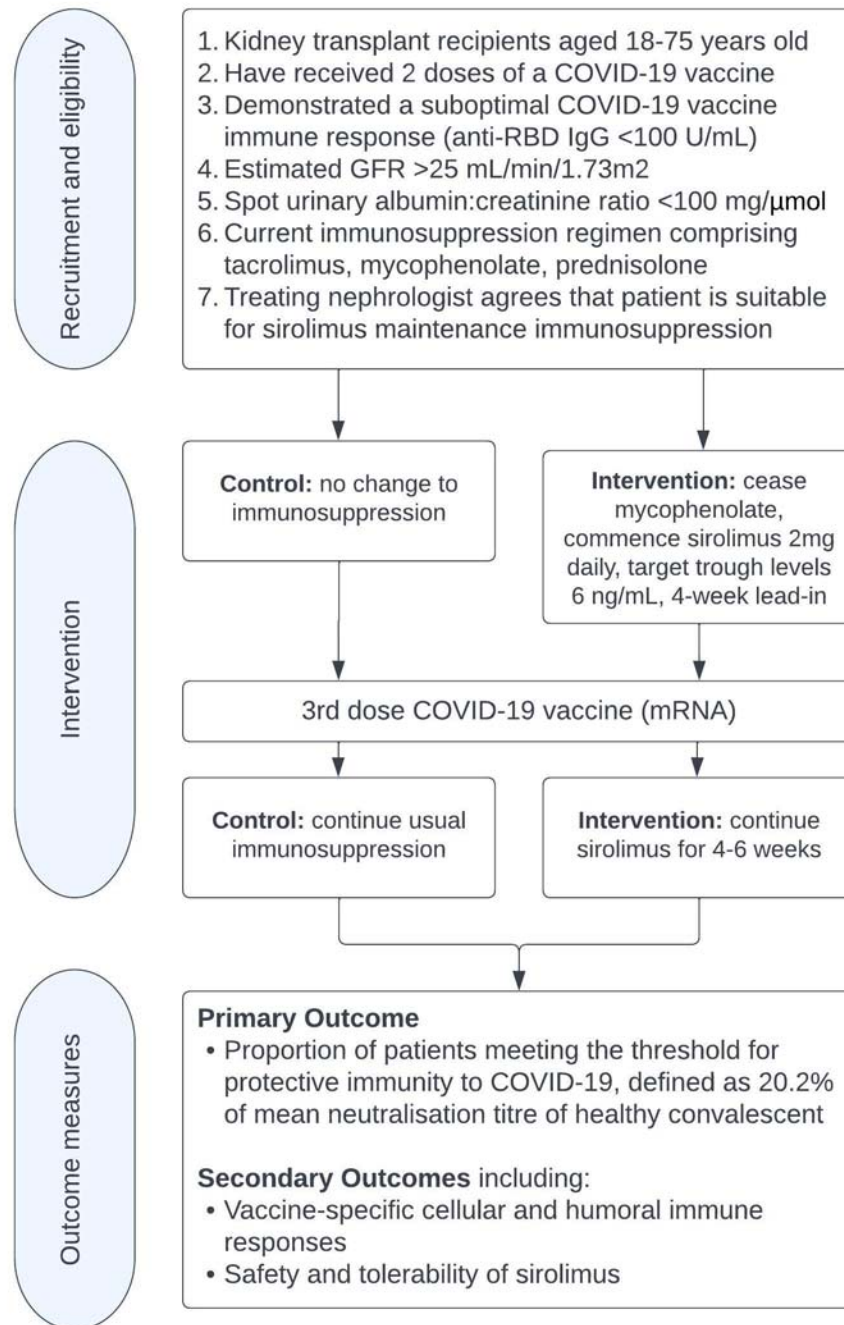 Recruitment and eligibility
1. Kidney transplant recipients aged 18-75 years old
2. Have received 2 doses of a COVID-19 vaccine
3. Demonstrated a suboptimal COVID-19 vaccine
immune response (anti-RBD IgG <100 U/mL)
4. Estimated GFR >25 mL/min/1.73m2
5. Spot urinary albumin:creatinine ratio <100 mg/µmol
6. Current immunosuppression regimen comprising
tacrolimus, mycophenolate, prednisolone
7. Treating nephrologist agrees that patient is suitable
for sirolimus maintenance immunosuppression
Intervention
Control: no change to
immunosuppression
Intervention: cease
mycophenolate,
commence sirolimus 2mg
daily, target trough levels
6 ng/mL, 4-week lead-in
3rd dose COVID-19 vaccine (mRNA)
Control: continue usual
immunosuppression
Intervention: continue
sirolimus for 4-6 weeks
Outcome measures
Primary Outcome
• Proportion of patients meeting the threshold for
protective immunity to COVID-19, defined as 20.2%
of mean neutralisation titre of healthy convalescent
Secondary Outcomes including:
• Vaccine-specific cellular and humoral immune
responses
• Safety and tolerability of sirolimus